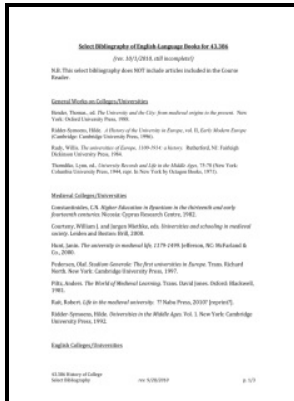 Select Bibliography of English-Language Books for 43.386
(rev. 10/5/2010, still incomplete!)
N.B. This select bibliography does NOT include articles included in the Course
Reader.
General Works on Colleges/Universities
Bender, Thomas, ed. The University and the City: from medieval origins to the present. New
York: Oxford University Press, 1988.
Ridder-Symoens, Hilde. A History of the University in Europe, vol. II, Early Modern Europe
(Cambridge: Cambridge University Press, 1996).
Rudy, Willis. The universities of Europe, 1100-1914: a history. Rutherford, NJ: Fairleigh
Dickinson University Press, 1984.
Thorndike, Lynn, ed. University Records and Life in the Middle Ages, 75-78 (New York:
Columbia University Press, 1944, repr. In New York by Octagon Books, 1971).
Medieval Colleges/Universities
Constantinides, C.N. Higher Education in Byzantium in the thirteenth and early
fourteenth centuries. Nicosia: Cyprus Research Centre, 1982.
Courtenay, William J. and Jurgen Miethke, eds. Universities and schooling in medieval
society. Leiden and Boston: Brill, 2000.
Hunt, Janin. The university in medieval life, 1179-1499. Jefferson, NC: McFarland &
Co., 2008.
Pedersen, Olaf. Studium Generale: The first universities in Europe. Trans. Richard
North. New York: Cambridge University Press, 1997.
Piltz, Anders. The World of Medieval Learning. Trans. David Jones. Oxford: Blackwell,
1981.
Rait, Robert. Life in the medieval university. ?? Nabu Press, 2010? (reprint?).
Ridder-Symoens, Hilde. Universities in the Middle Ages. Vol. 1. New York: Cambridge
University Press, 1992.
English Colleges/Universities
43.386 History of College
Select Bibliography rev 9/28/2010 p. 1/3